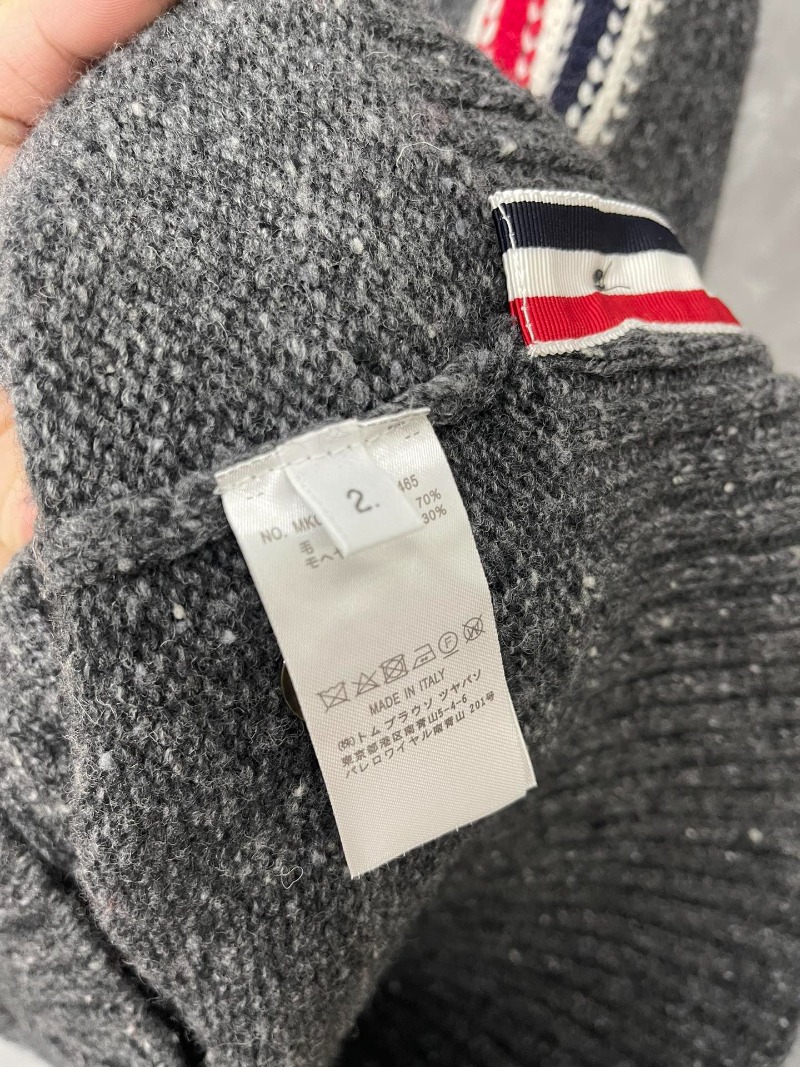 2.
NO. MK 465
毛 70%
モヘ 30%
MADE IN ITALY
㈱トム ブラウン ジャパン
東京都港区南青山5-4-6
パレロワイヤル南青山 201号